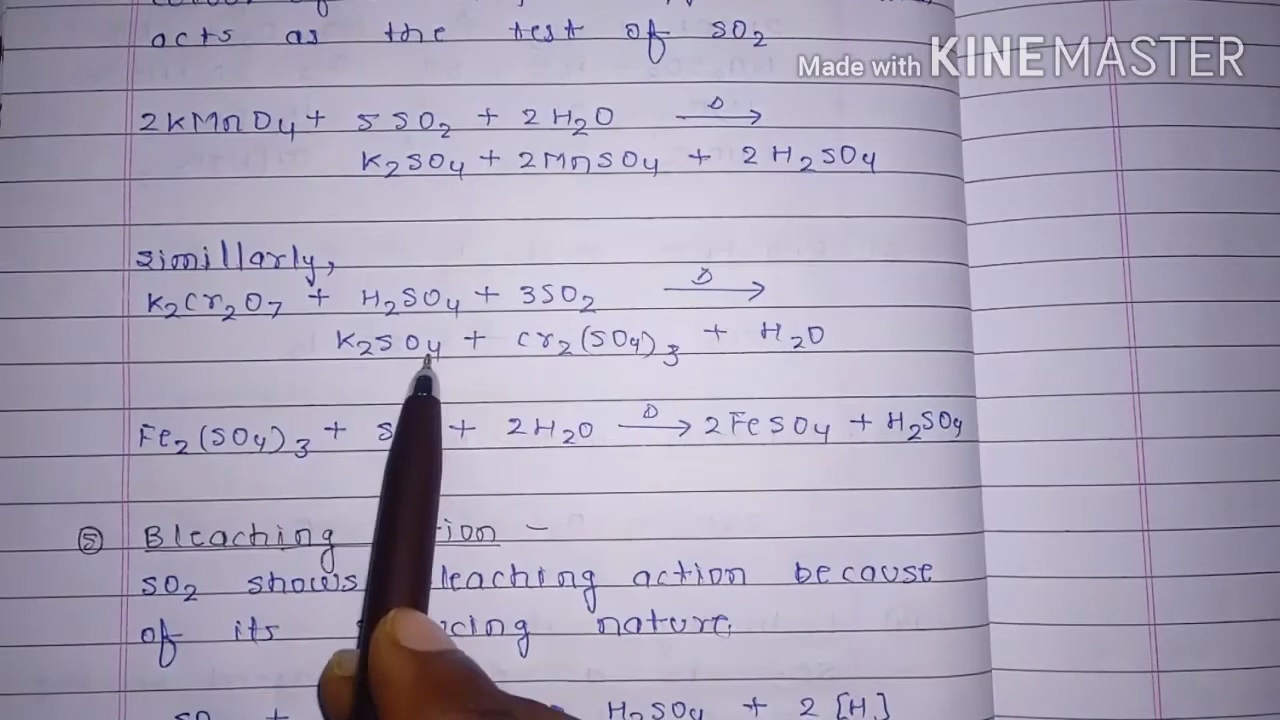 acts as the test of SO2
Made with KINEMASTER
2KMnO4 + 5SO2 + 2H2O Δ→
K2SO4 + 2MnSO4 + 2H2SO4
simillarly,
K2Cr2O7 + H2SO4 + 3SO2 Δ→
K2SO4 + Cr2(SO4)3 + H2O
Fe2(SO4)3 + + 2H2O Δ→ 2FeSO4 + H2SO4
⑤ Bleaching -
SO2 shows action because
of its nature.
+ H2SO4 + 2[H]